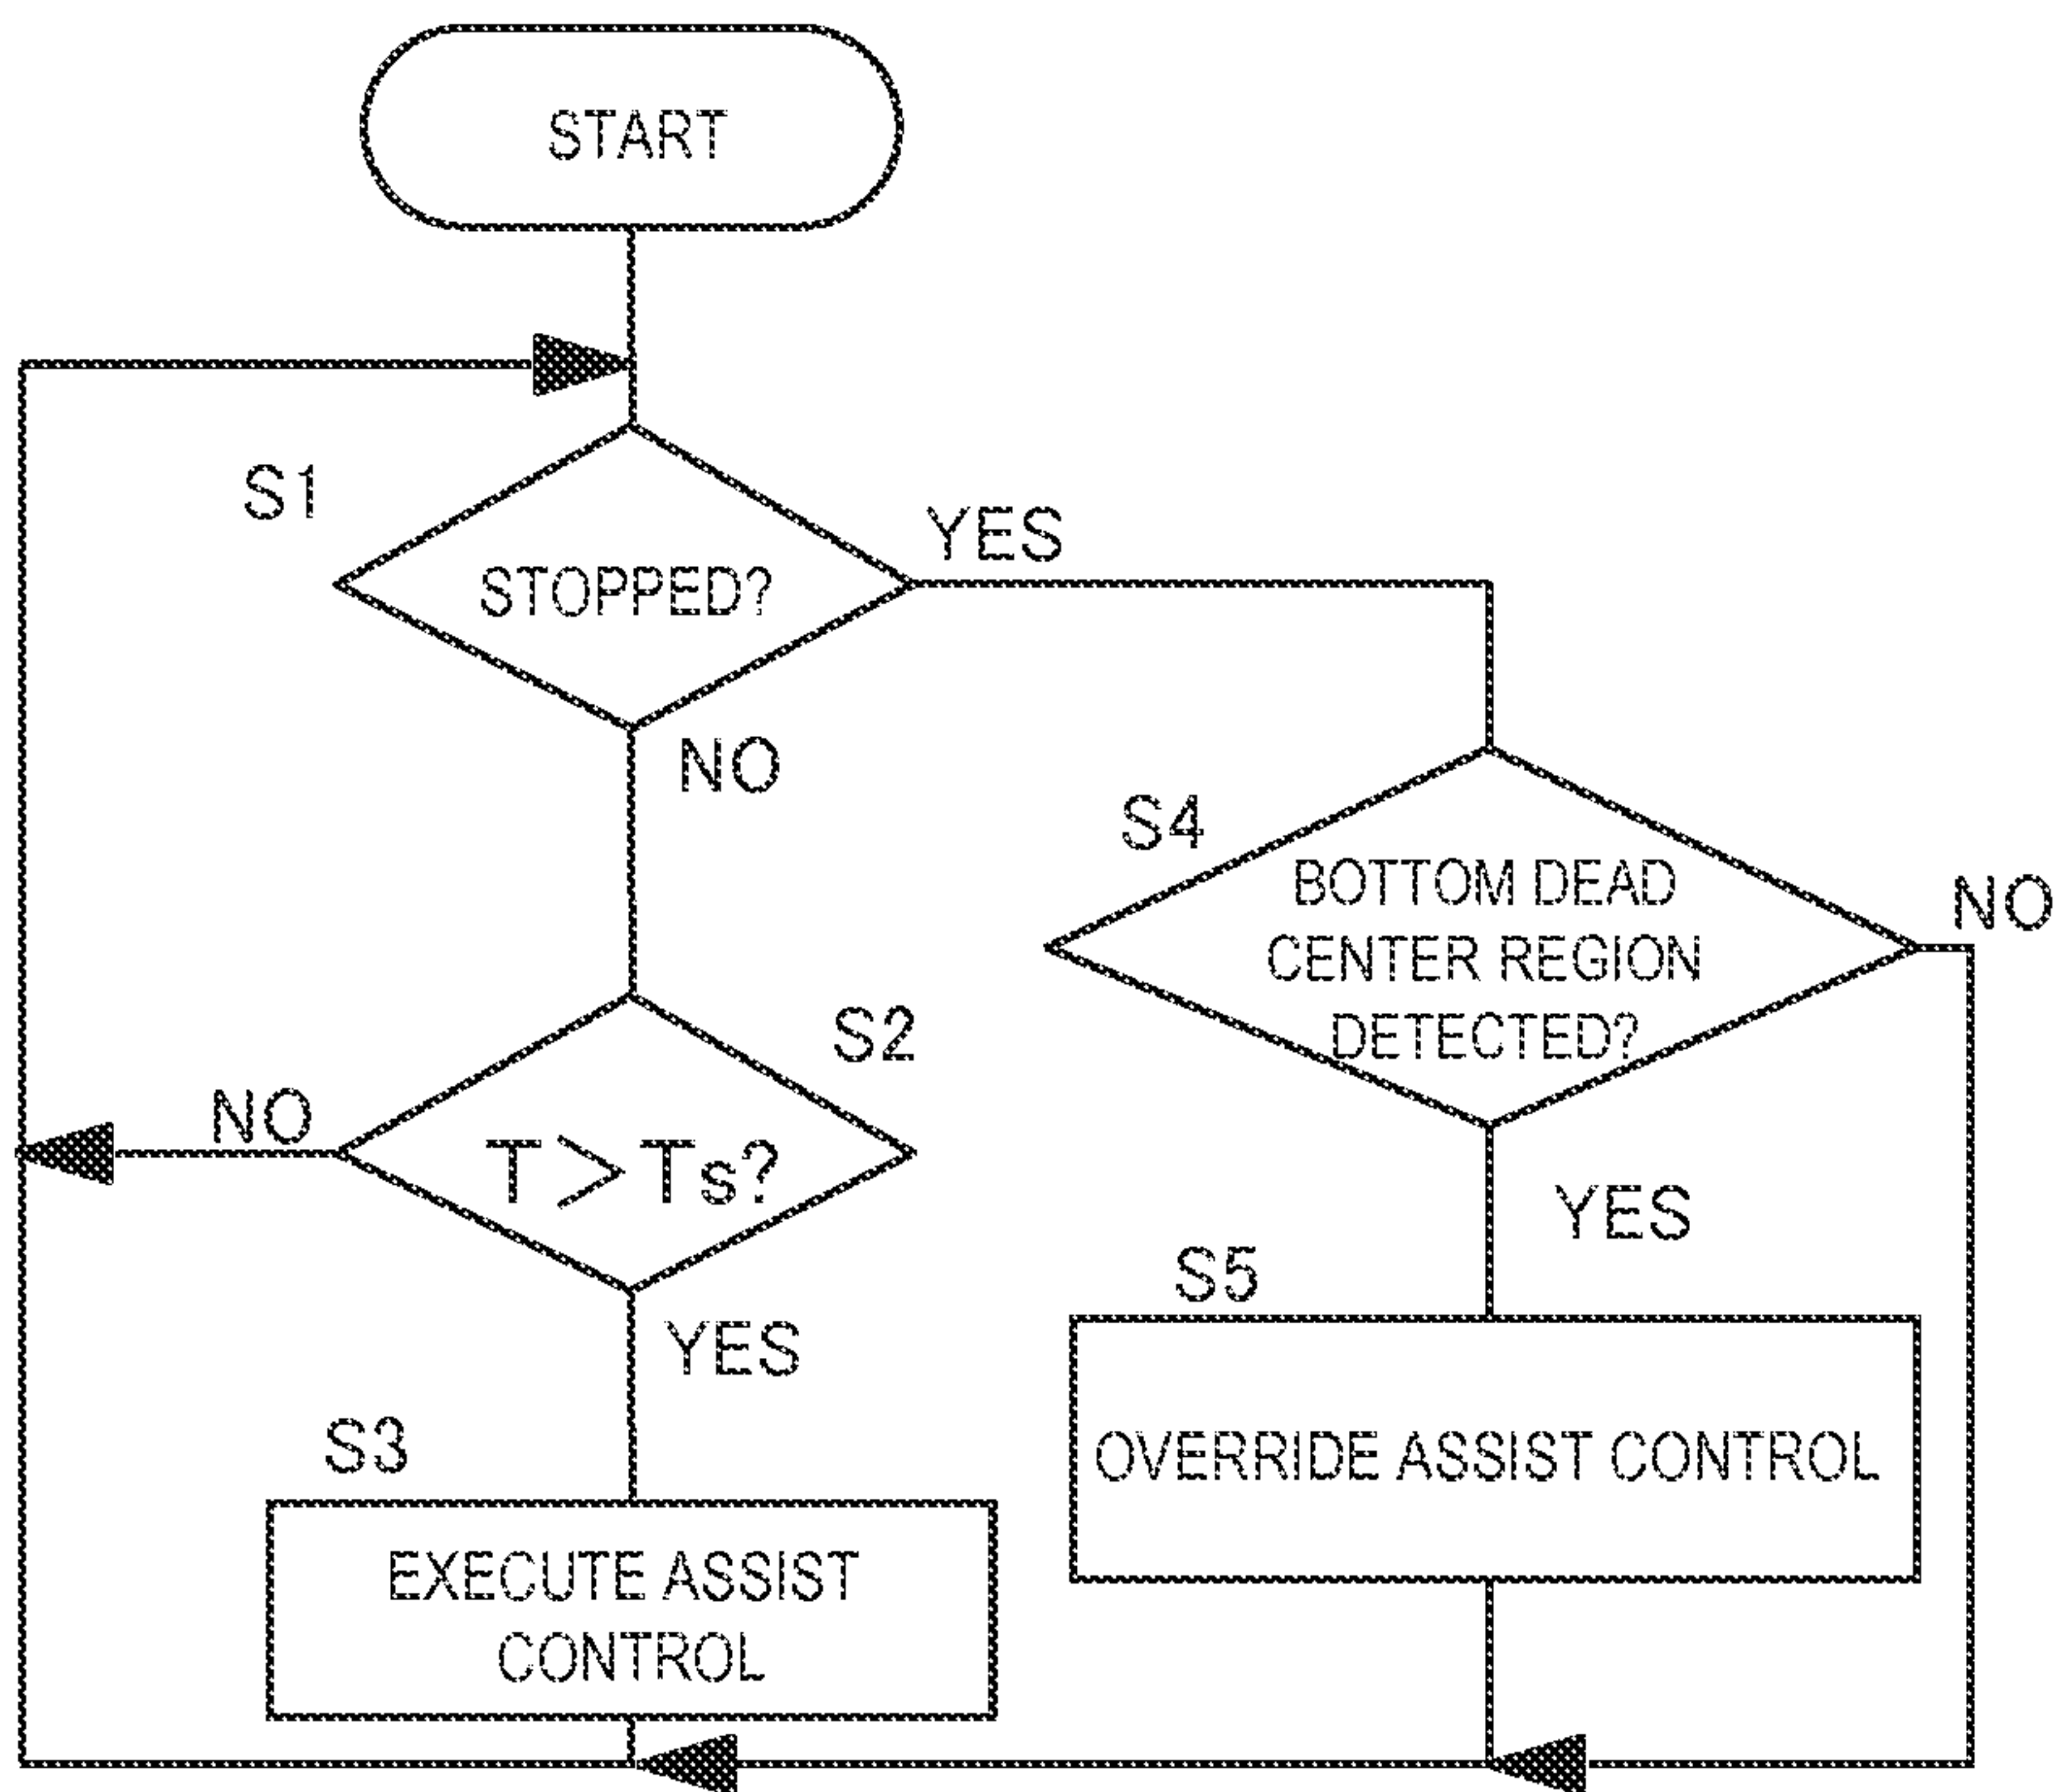 START
S1
STOPPED?
YES
NO
S4
BOTTOM DEAD
CENTER REGION
DETECTED?
NO
YES
S2
T>Ts?
NO
YES
S3
EXECUTE ASSIST
CONTROL
S5
OVERRIDE ASSIST CONTROL